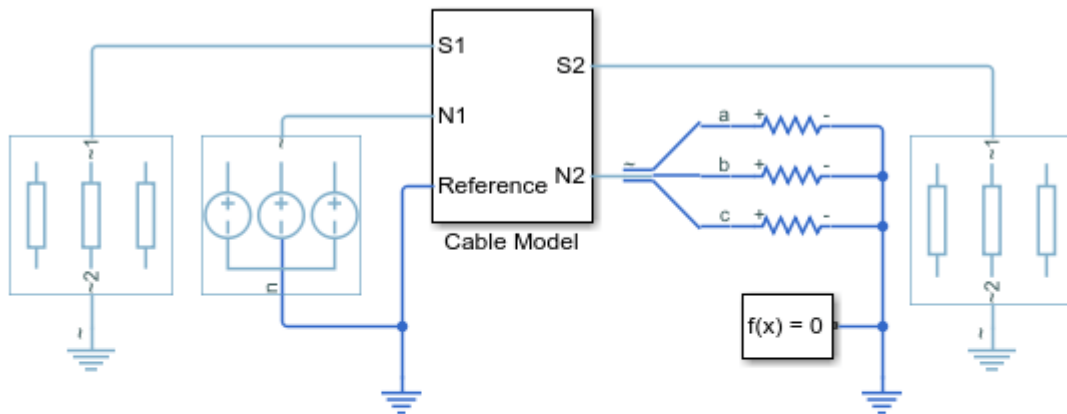 S1
S2
N1
a + -
~1
~
~1
~
b + -
N2
Reference
c + -
Cable Model
~2
n
~2
f(x) = 0
~
~